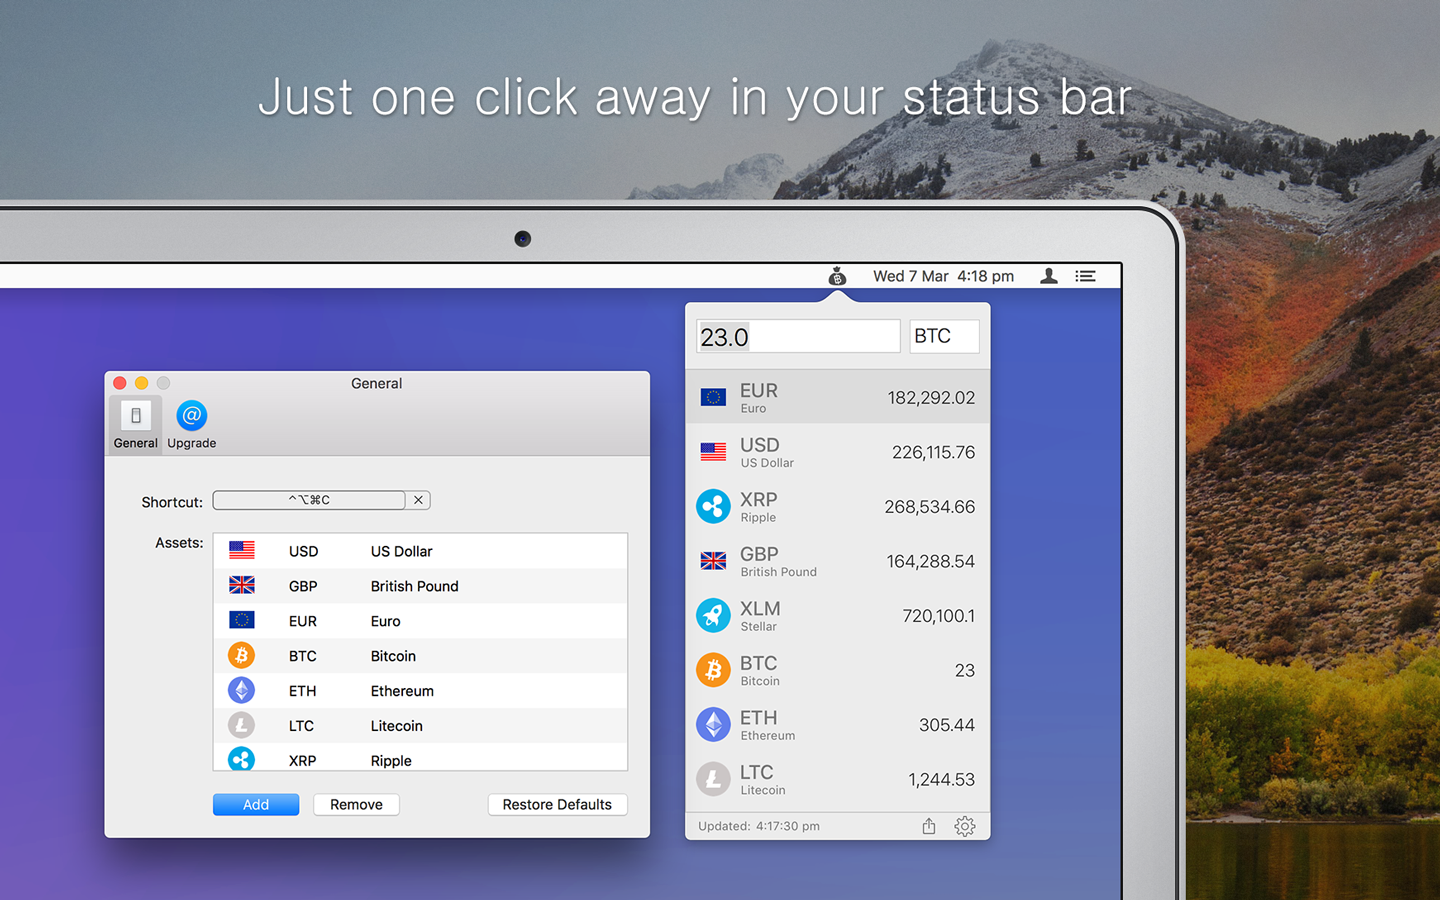 Just one click away in your status bar
Wed 7 Mar 4:18 pm
23.0 BTC
EUR
Euro
182,292.02
USD
US Dollar
226,115.76
XRP
Ripple
268,534.66
GBP
British Pound
164,288.54
XLM
Stellar
720,100.1
BTC
Bitcoin
23
ETH
Ethereum
305.44
LTC
Litecoin
1,244.53
Updated: 4:17:30 pm
General
General Upgrade
Shortcut: ^⌥⌘C ✕
Assets:
USD US Dollar
GBP British Pound
EUR Euro
BTC Bitcoin
ETH Ethereum
LTC Litecoin
XRP Ripple
Add Remove Restore Defaults